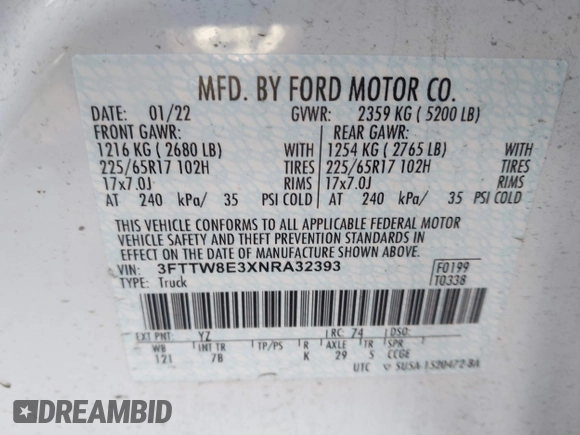 MFD. BY FORD MOTOR CO.
DATE: 01/22 GVWR: 2359 KG ( 5200 LB)
FRONT GAWR: REAR GAWR:
1216 KG ( 2680 LB) WITH 1254 KG ( 2765 LB) WITH
225/65R17 102H TIRES 225/65R17 102H TIRES
17x7.0J RIMS 17x7.0J RIMS
AT 240 kPa/ 35 PSI COLD AT 240 kPa/ 35 PSI COLD
THIS VEHICLE CONFORMS TO ALL APPLICABLE FEDERAL MOTOR
VEHICLE SAFETY AND THEFT PREVENTION STANDARDS IN
EFFECT ON THE DATE OF MANUFACTURE SHOWN ABOVE.
VIN: 3FTTW8E3XNRA32393 F0199
TYPE: Truck T0338
EXT PNT: YZ RC: 74 DSO:
WB INT TR TP/PS R AXLE TR SPR
121 7B K 29 S CCGE
UTC SUSA-1520472-BA
DREAMBID